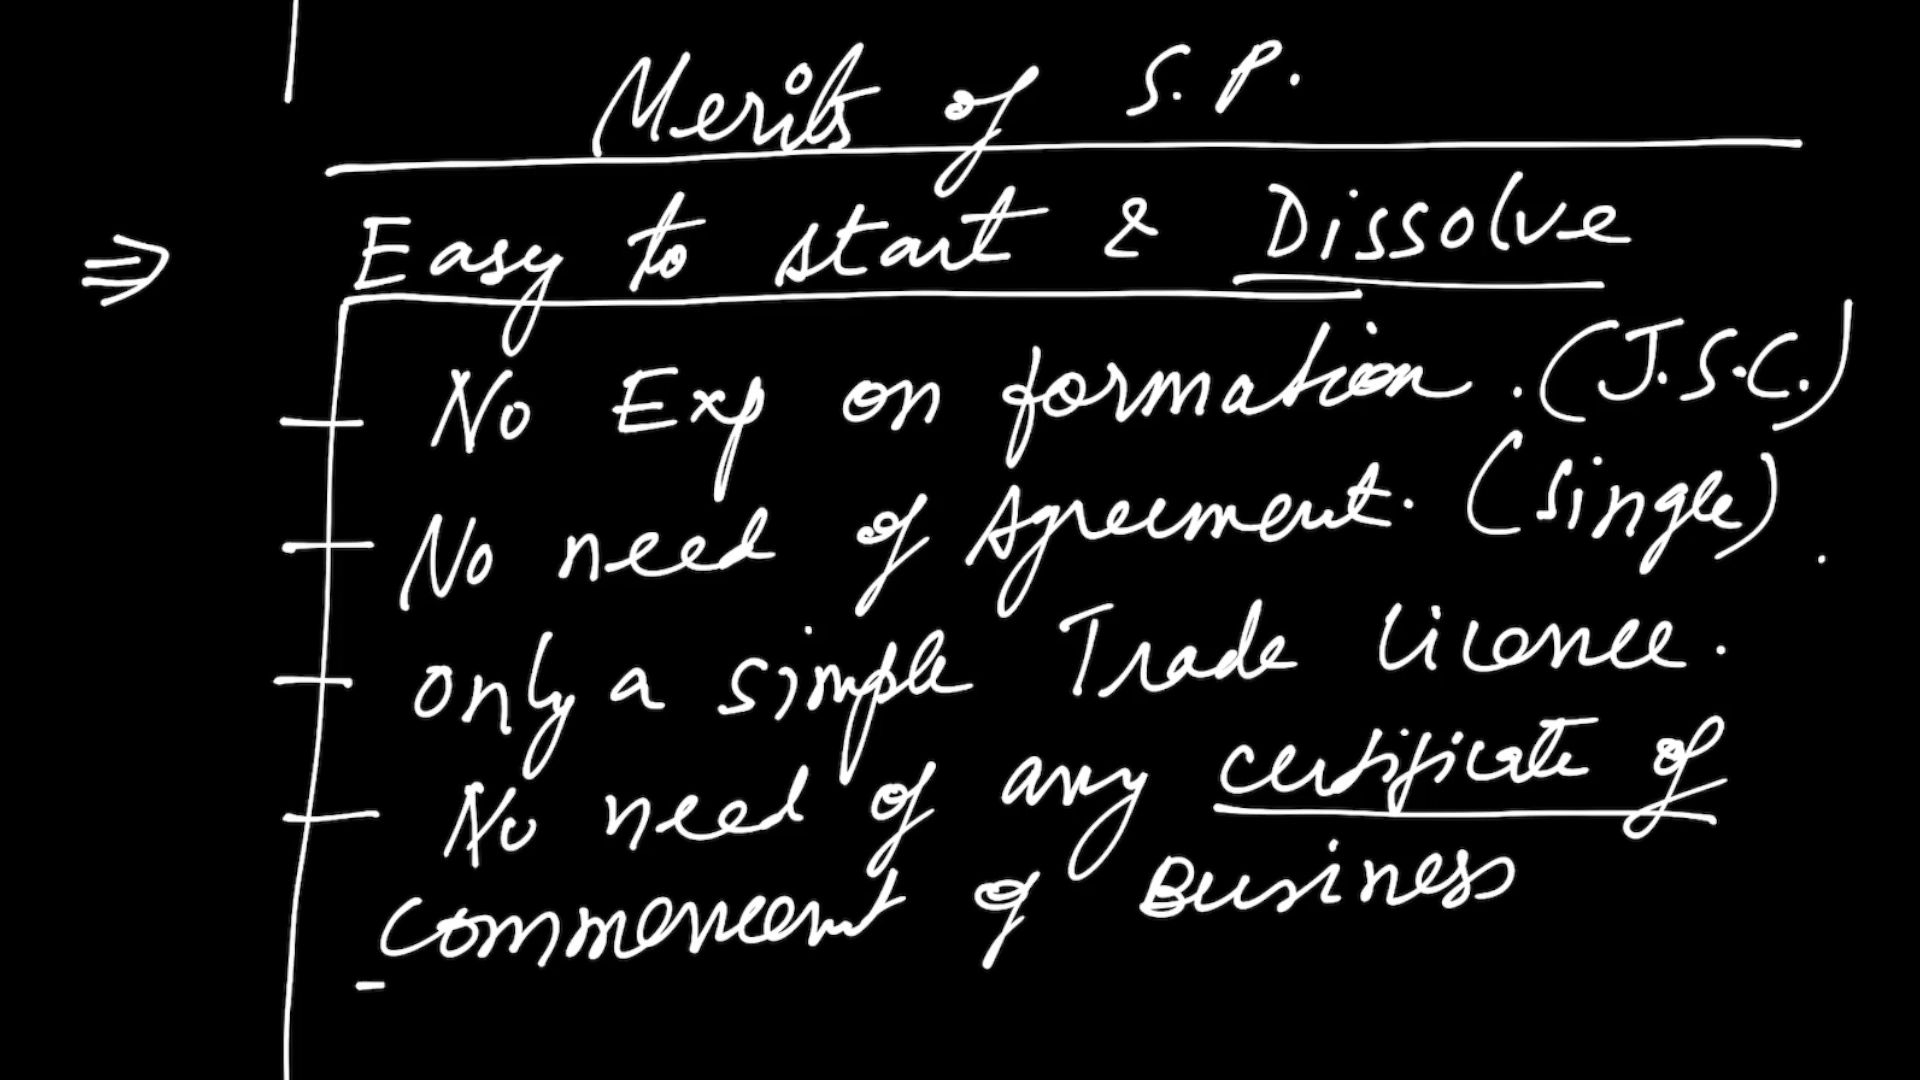 Merits of S.P.
⇒ Easy to start & Dissolve
No Exp on formation. (J.S.C.)
No need of Agreement. (Single).
only a simple Trade licence.
No need of any certificate of
commencement of Business